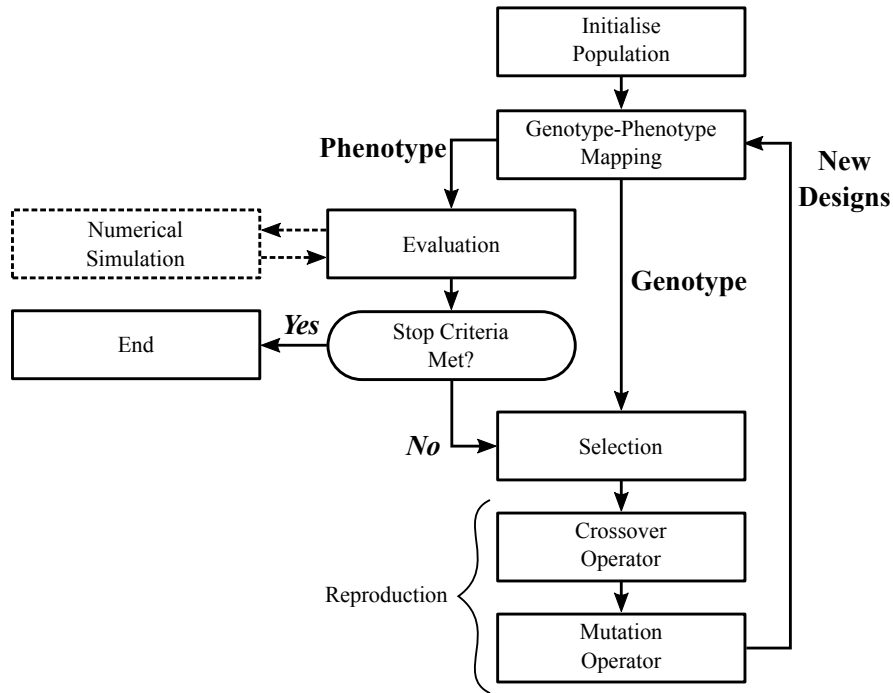 Initialise
Population
Genotype-Phenotype
Mapping
Phenotype
New
Designs
Numerical
Simulation
Evaluation
Genotype
Yes
End
Stop Criteria
Met?
No
Selection
Crossover
Operator
Reproduction
Mutation
Operator